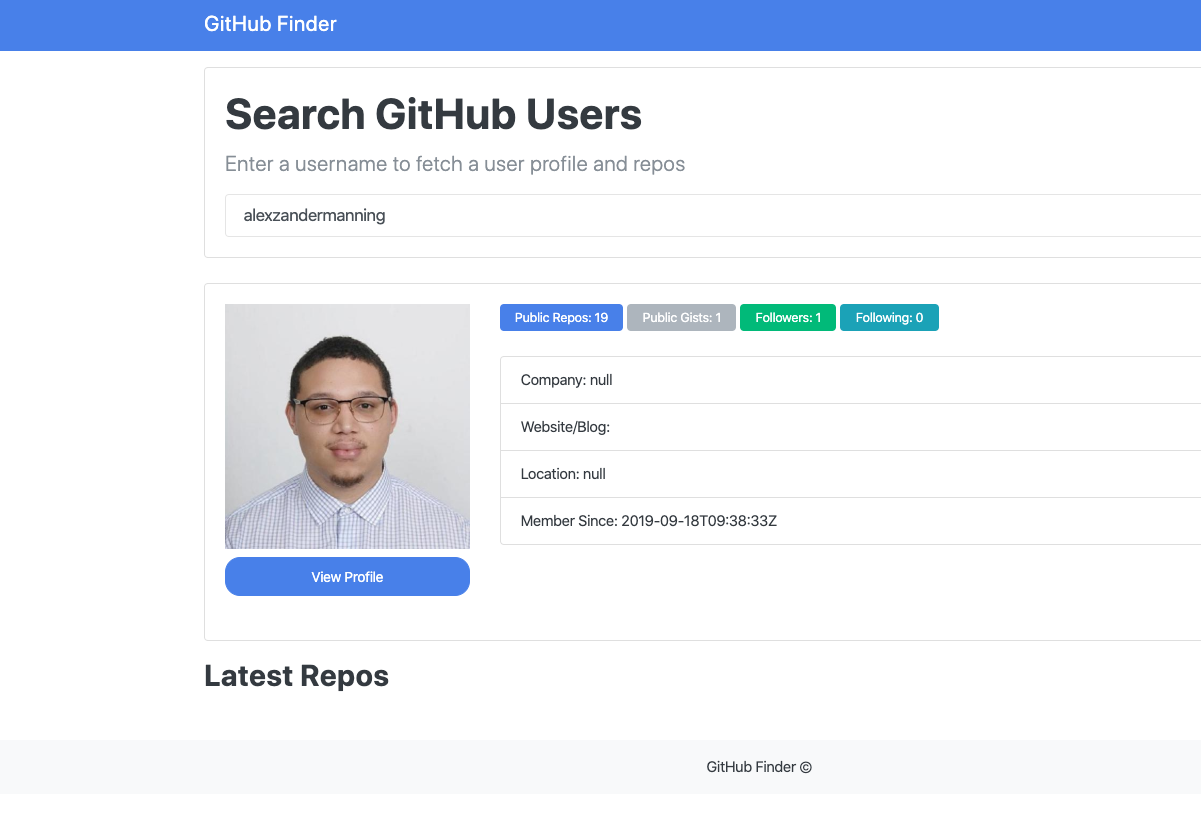 GitHub Finder
Search GitHub Users
Enter a username to fetch a user profile and repos
alexzandermanning
Public Repos: 19 Public Gists: 1 Followers: 1 Following: 0
Company: null
Website/Blog:
Location: null
Member Since: 2019-09-18T09:38:33Z
View Profile
Latest Repos
GitHub Finder ©